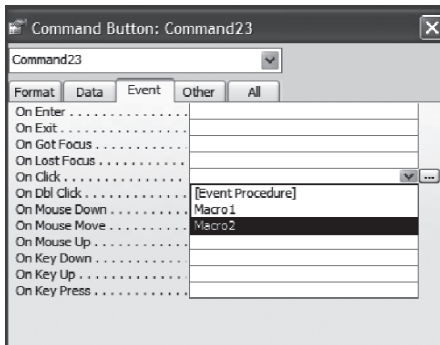 Command Button: Command23
Command23
Format Data Event Other All
On Enter . . . . . . . . . . . . . . .
On Exit . . . . . . . . . . . . . . . .
On Got Focus . . . . . . . . . . .
On Lost Focus . . . . . . . . . . .
On Click . . . . . . . . . . . . . . . ...
On Dbl Click . . . . . . . . . . . . [Event Procedure]
On Mouse Down . . . . . . . . . Macro1
On Mouse Move . . . . . . . . . Macro2
On Mouse Up . . . . . . . . . . . .
On Key Down . . . . . . . . . . .
On Key Up . . . . . . . . . . . . .
On Key Press . . . . . . . . . . . .